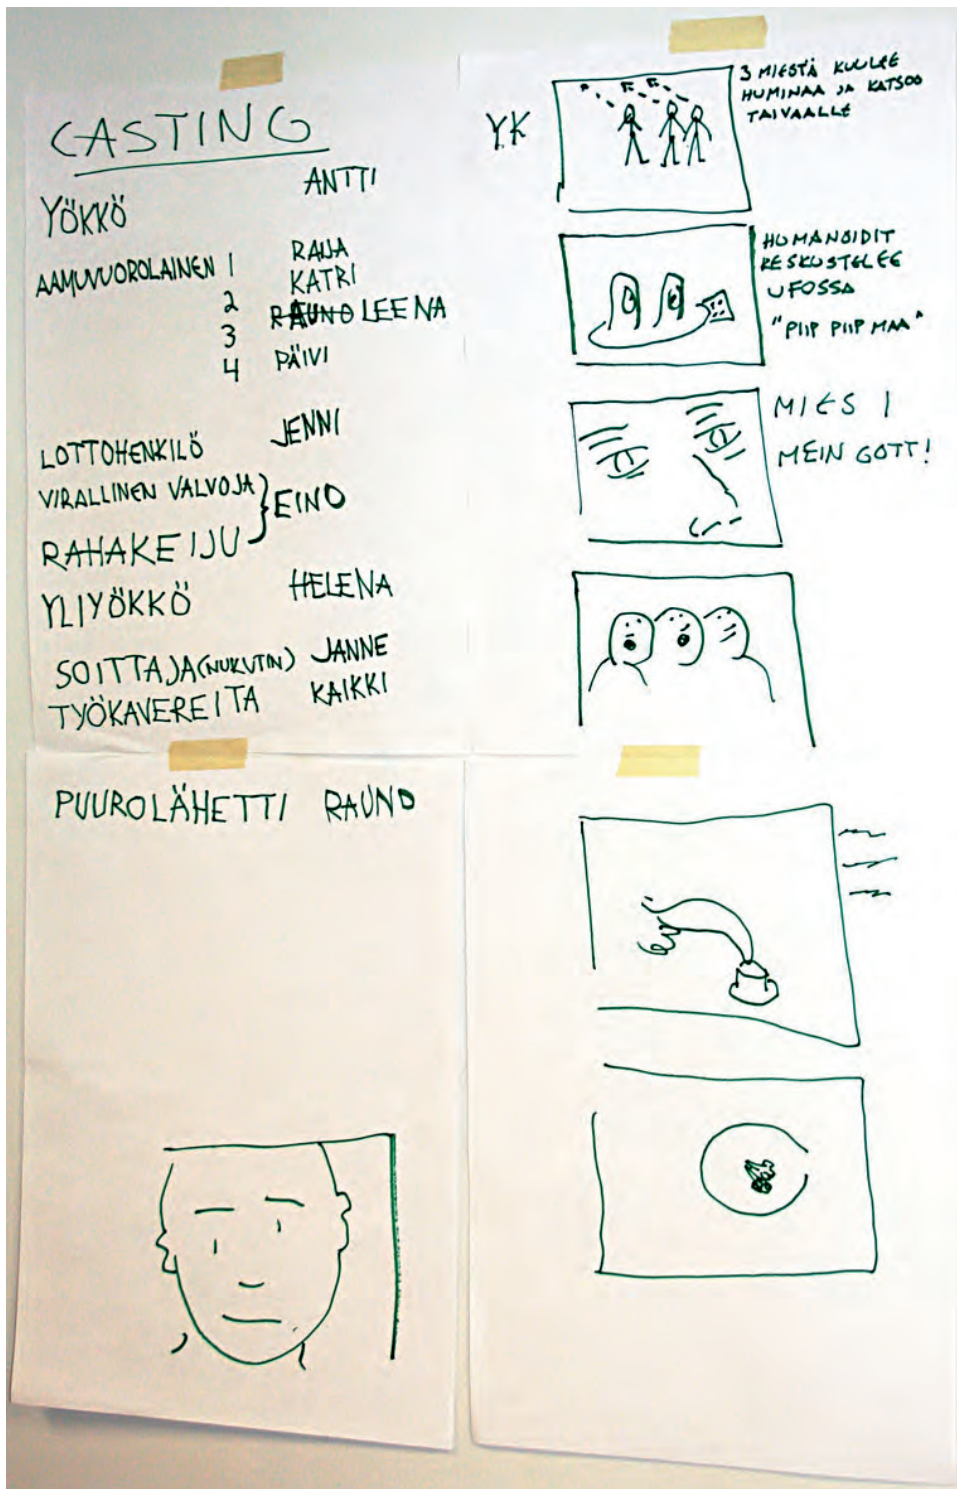 CASTING
YÖKKÖ ANTTI
AAMUVUOROLAINEN 1 RAIJA
2 KATRI
3 RAUNO LEENA
4 PÄIVI
LOTTOHENKILÖ JENNI
VIRALLINEN VALVOJA } EINO
RAHAKEIJU
YLIYÖKKÖ HELENA
SOITTAJA (NUKUTIN) JANNE
TYÖKAVEREITA KAIKKI
PUUROLÄHETTI RAUNO
YK
3 MIESTÄ KUULEE
HUMINAA JA KATSOO
TAIVAALLE
HUMANOIDIT
KESKUSTELEE
UFOSSA
"PIIP PIIP MAA"
MIES 1
MEIN GOTT!